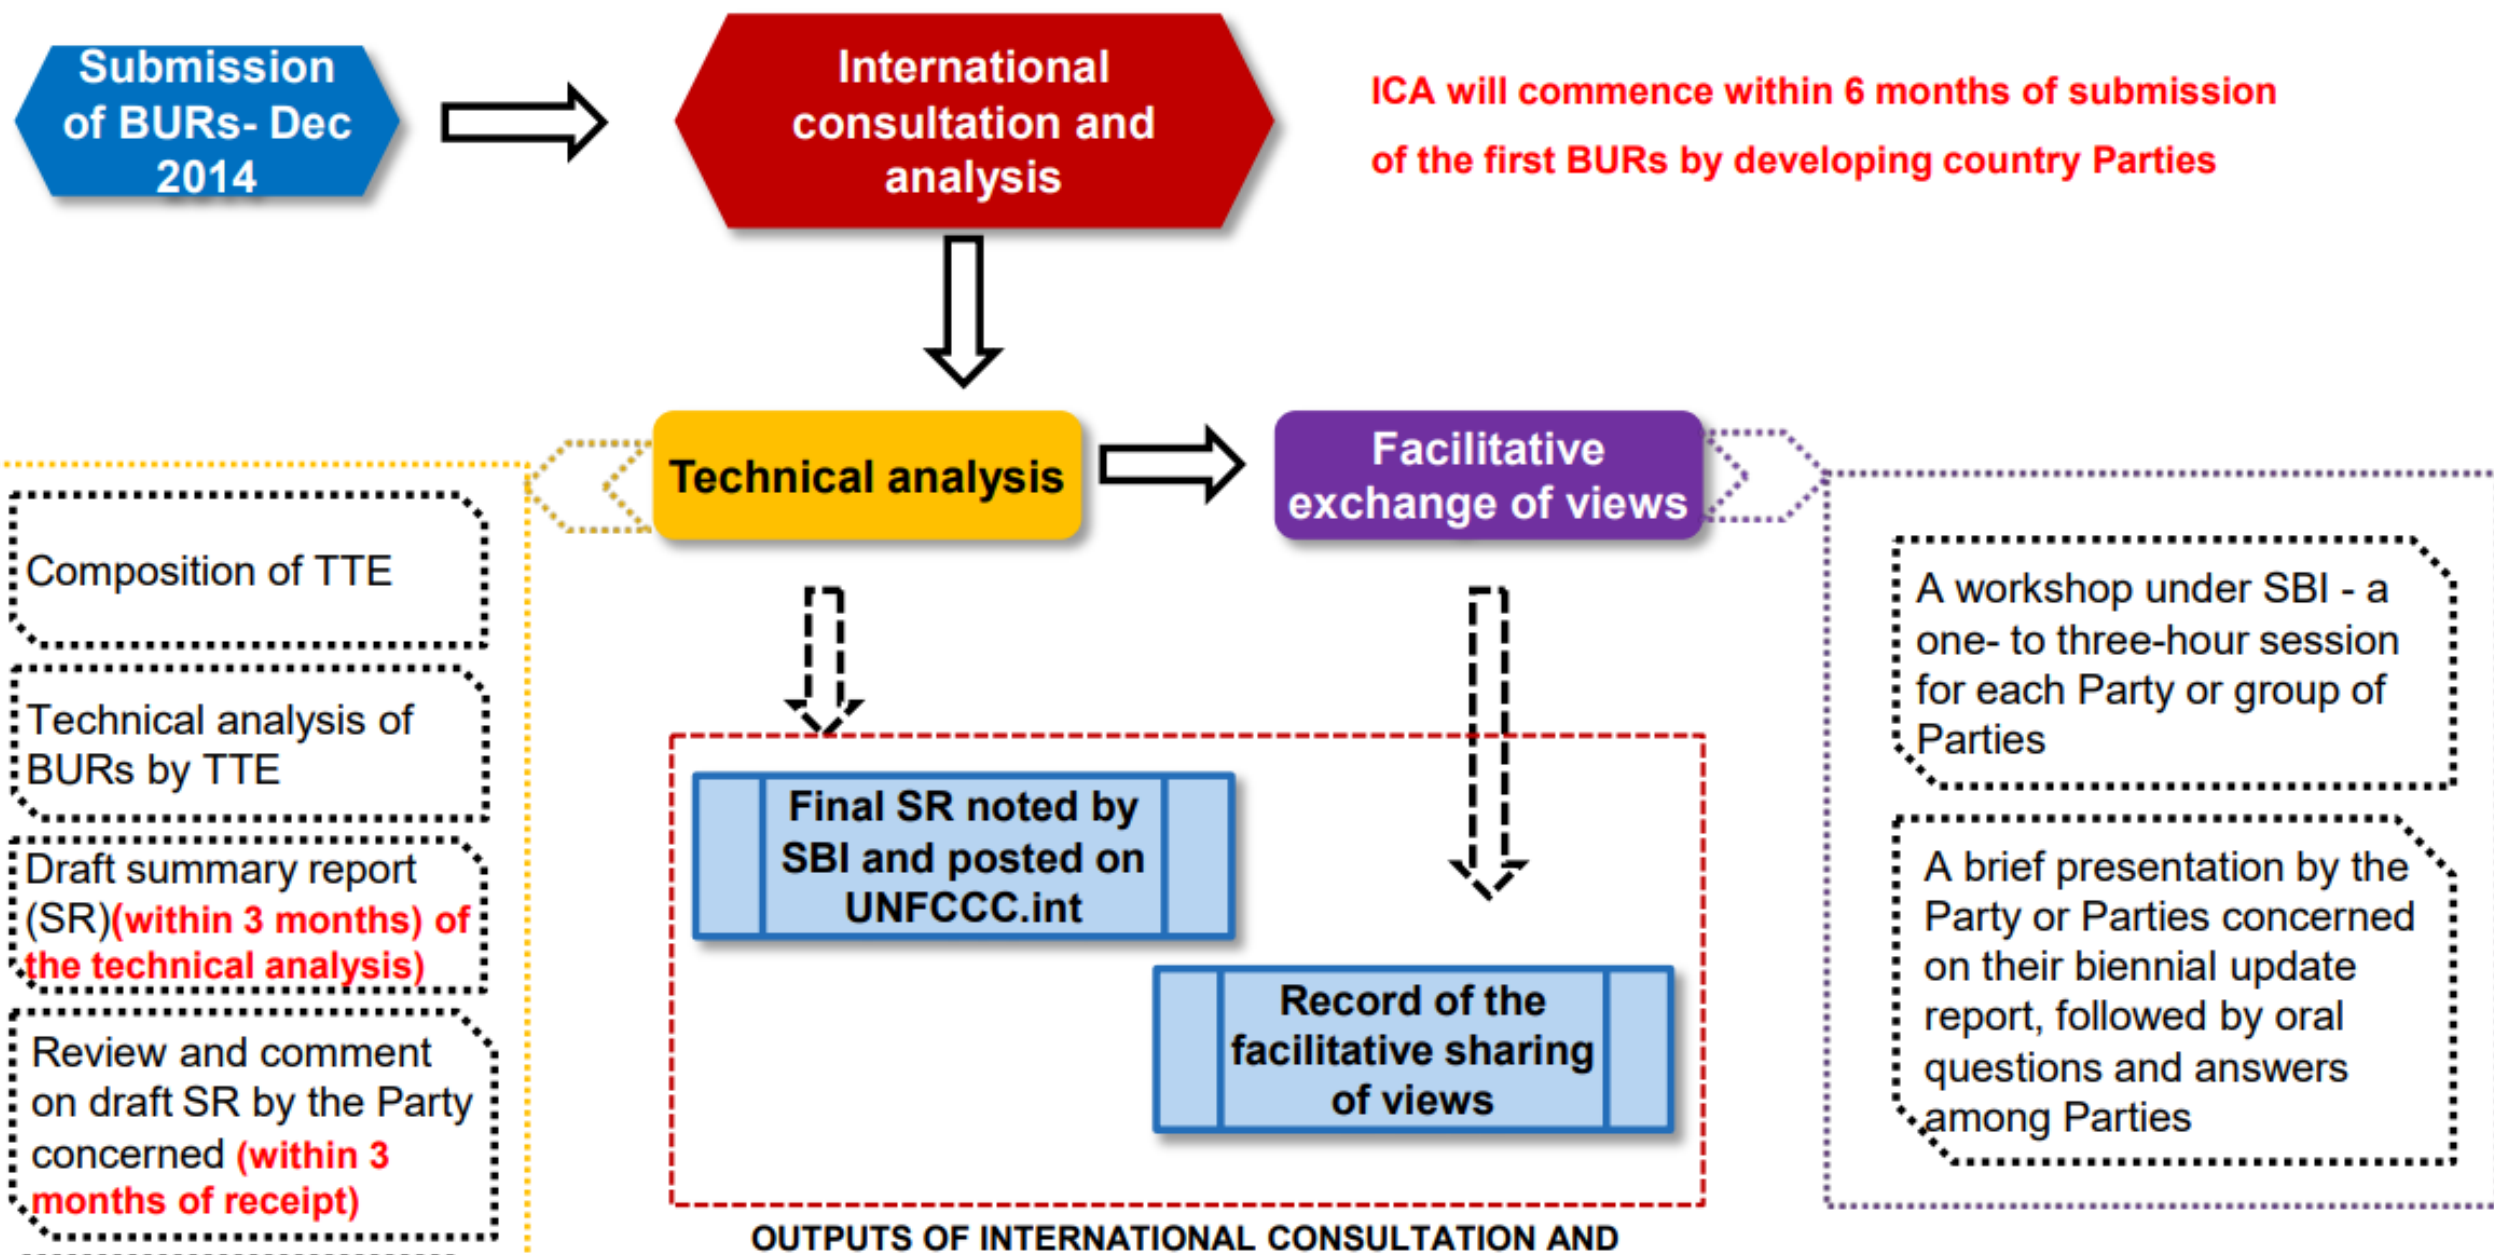 Submission
of BURs- Dec
2014
International
consultation and
analysis
ICA will commence within 6 months of submission
of the first BURs by developing country Parties
Technical analysis
Facilitative
exchange of views
Composition of TTE
Technical analysis of
BURs by TTE
Draft summary report
(SR)(within 3 months) of
the technical analysis)
Review and comment
on draft SR by the Party
concerned (within 3
months of receipt)
Final SR noted by
SBI and posted on
UNFCCC.int
Record of the
facilitative sharing
of views
OUTPUTS OF INTERNATIONAL CONSULTATION AND
A workshop under SBI - a
one- to three-hour session
for each Party or group of
Parties
A brief presentation by the
Party or Parties concerned
on their biennial update
report, followed by oral
questions and answers
among Parties